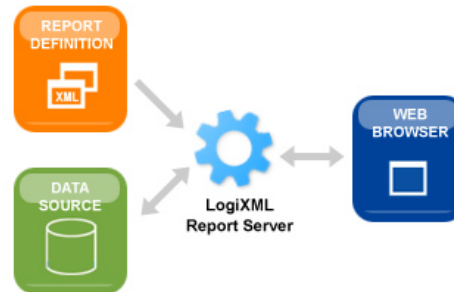 REPORT
DEFINITION
XML
DATA
SOURCE
LogiXML
Report Server
WEB
BROWSER